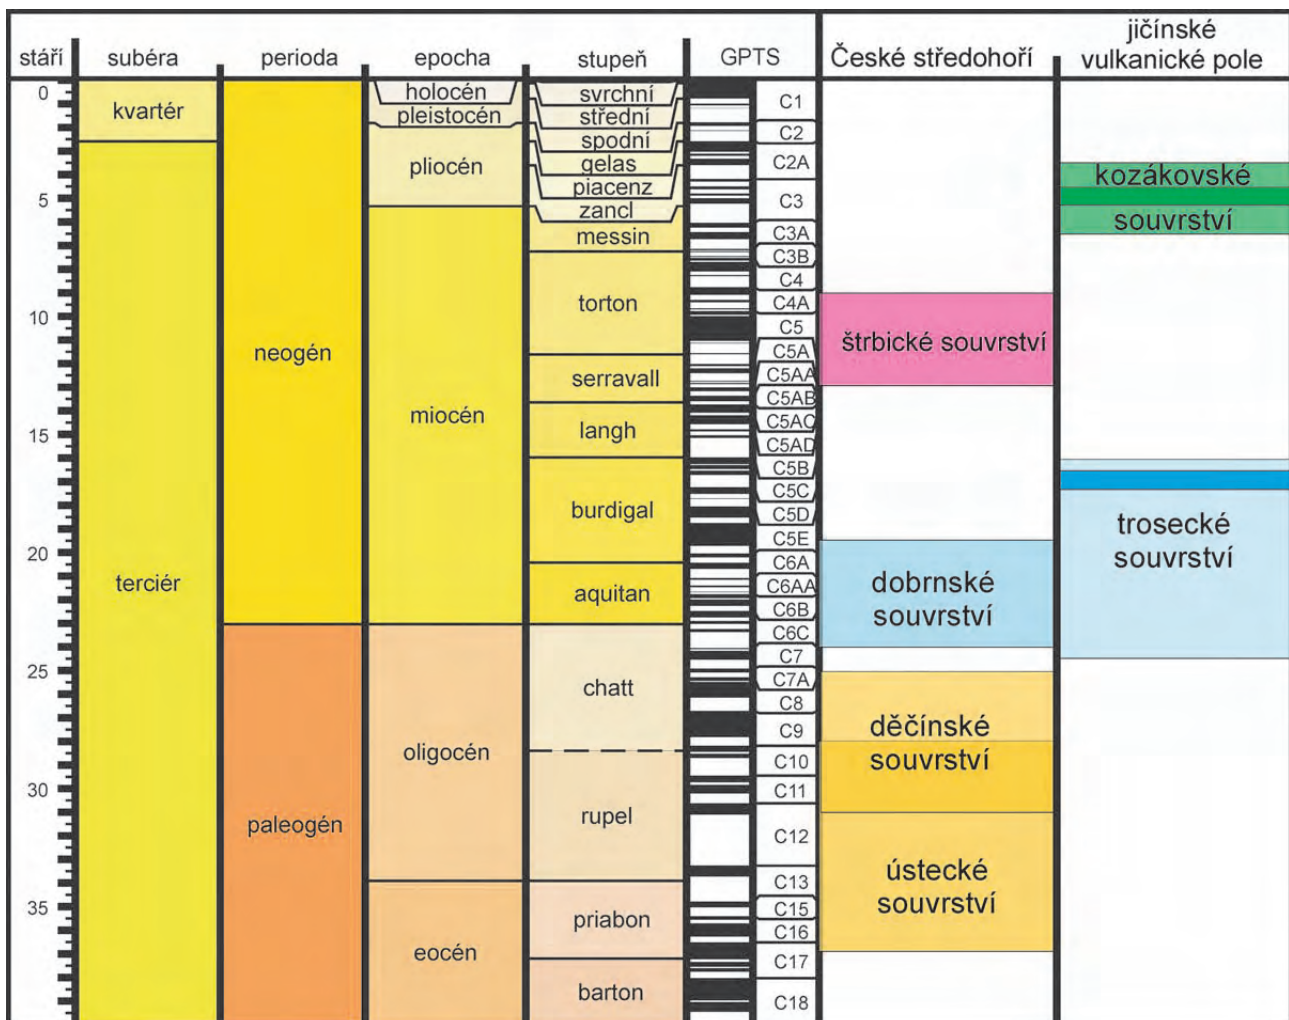 stáří
subéra
perioda
epocha
stupeň
GPTS
České středohoří
jičínské
vulkanické pole
0
5
10
15
20
25
30
35
kvartér
terciér
neogén
paleogén
holocén
pleistocén
pliocén
miocén
oligocén
eocén
svrchní
střední
spodní
gelas
piacenz
zancl
messin
torton
serravall
langh
burdigal
aquitan
chatt
rupel
priabon
barton
C1
C2
C2A
C3
C3A
C3B
C4
C4A
C5
C5A
C5AA
C5AB
C5AC
C5AD
C5B
C5C
C5D
C5E
C6A
C6AA
C6B
C6C
C7
C7A
C8
C9
C10
C11
C12
C13
C15
C16
C17
C18
štrbické souvrství
dobrnské
souvrství
děčínské
souvrství
ústecké
souvrství
kozákovské
souvrství
trosecké
souvrství